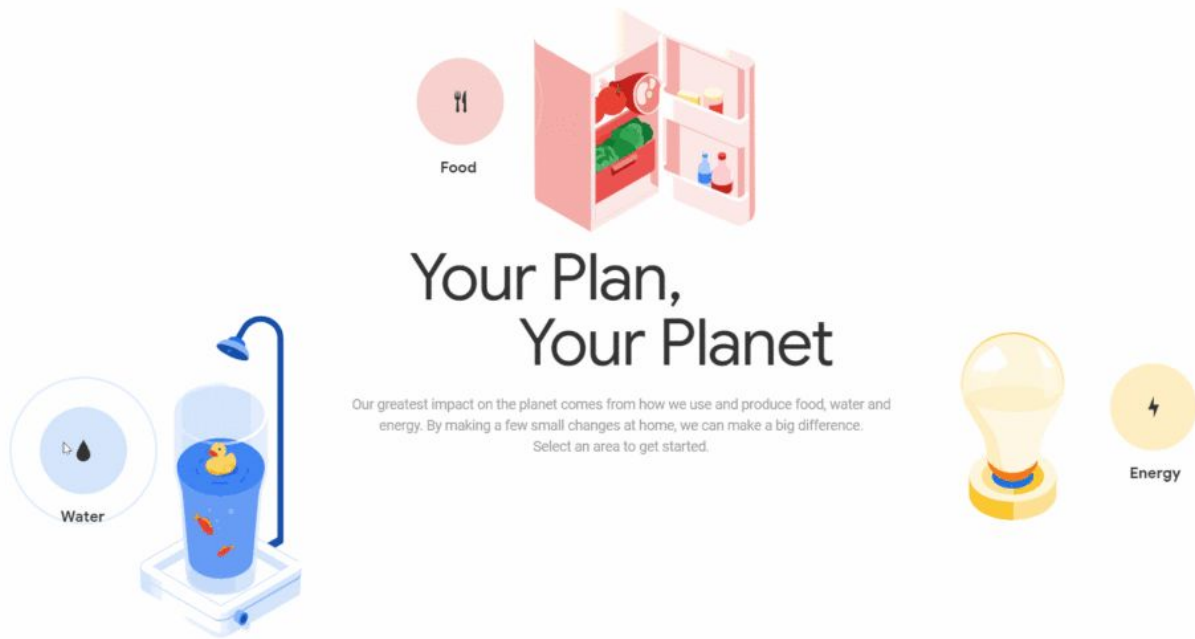 Food
Your Plan,
Your Planet
Our greatest impact on the planet comes from how we use and produce food, water and
energy. By making a few small changes at home, we can make a big difference.
Select an area to get started.
Water
Energy